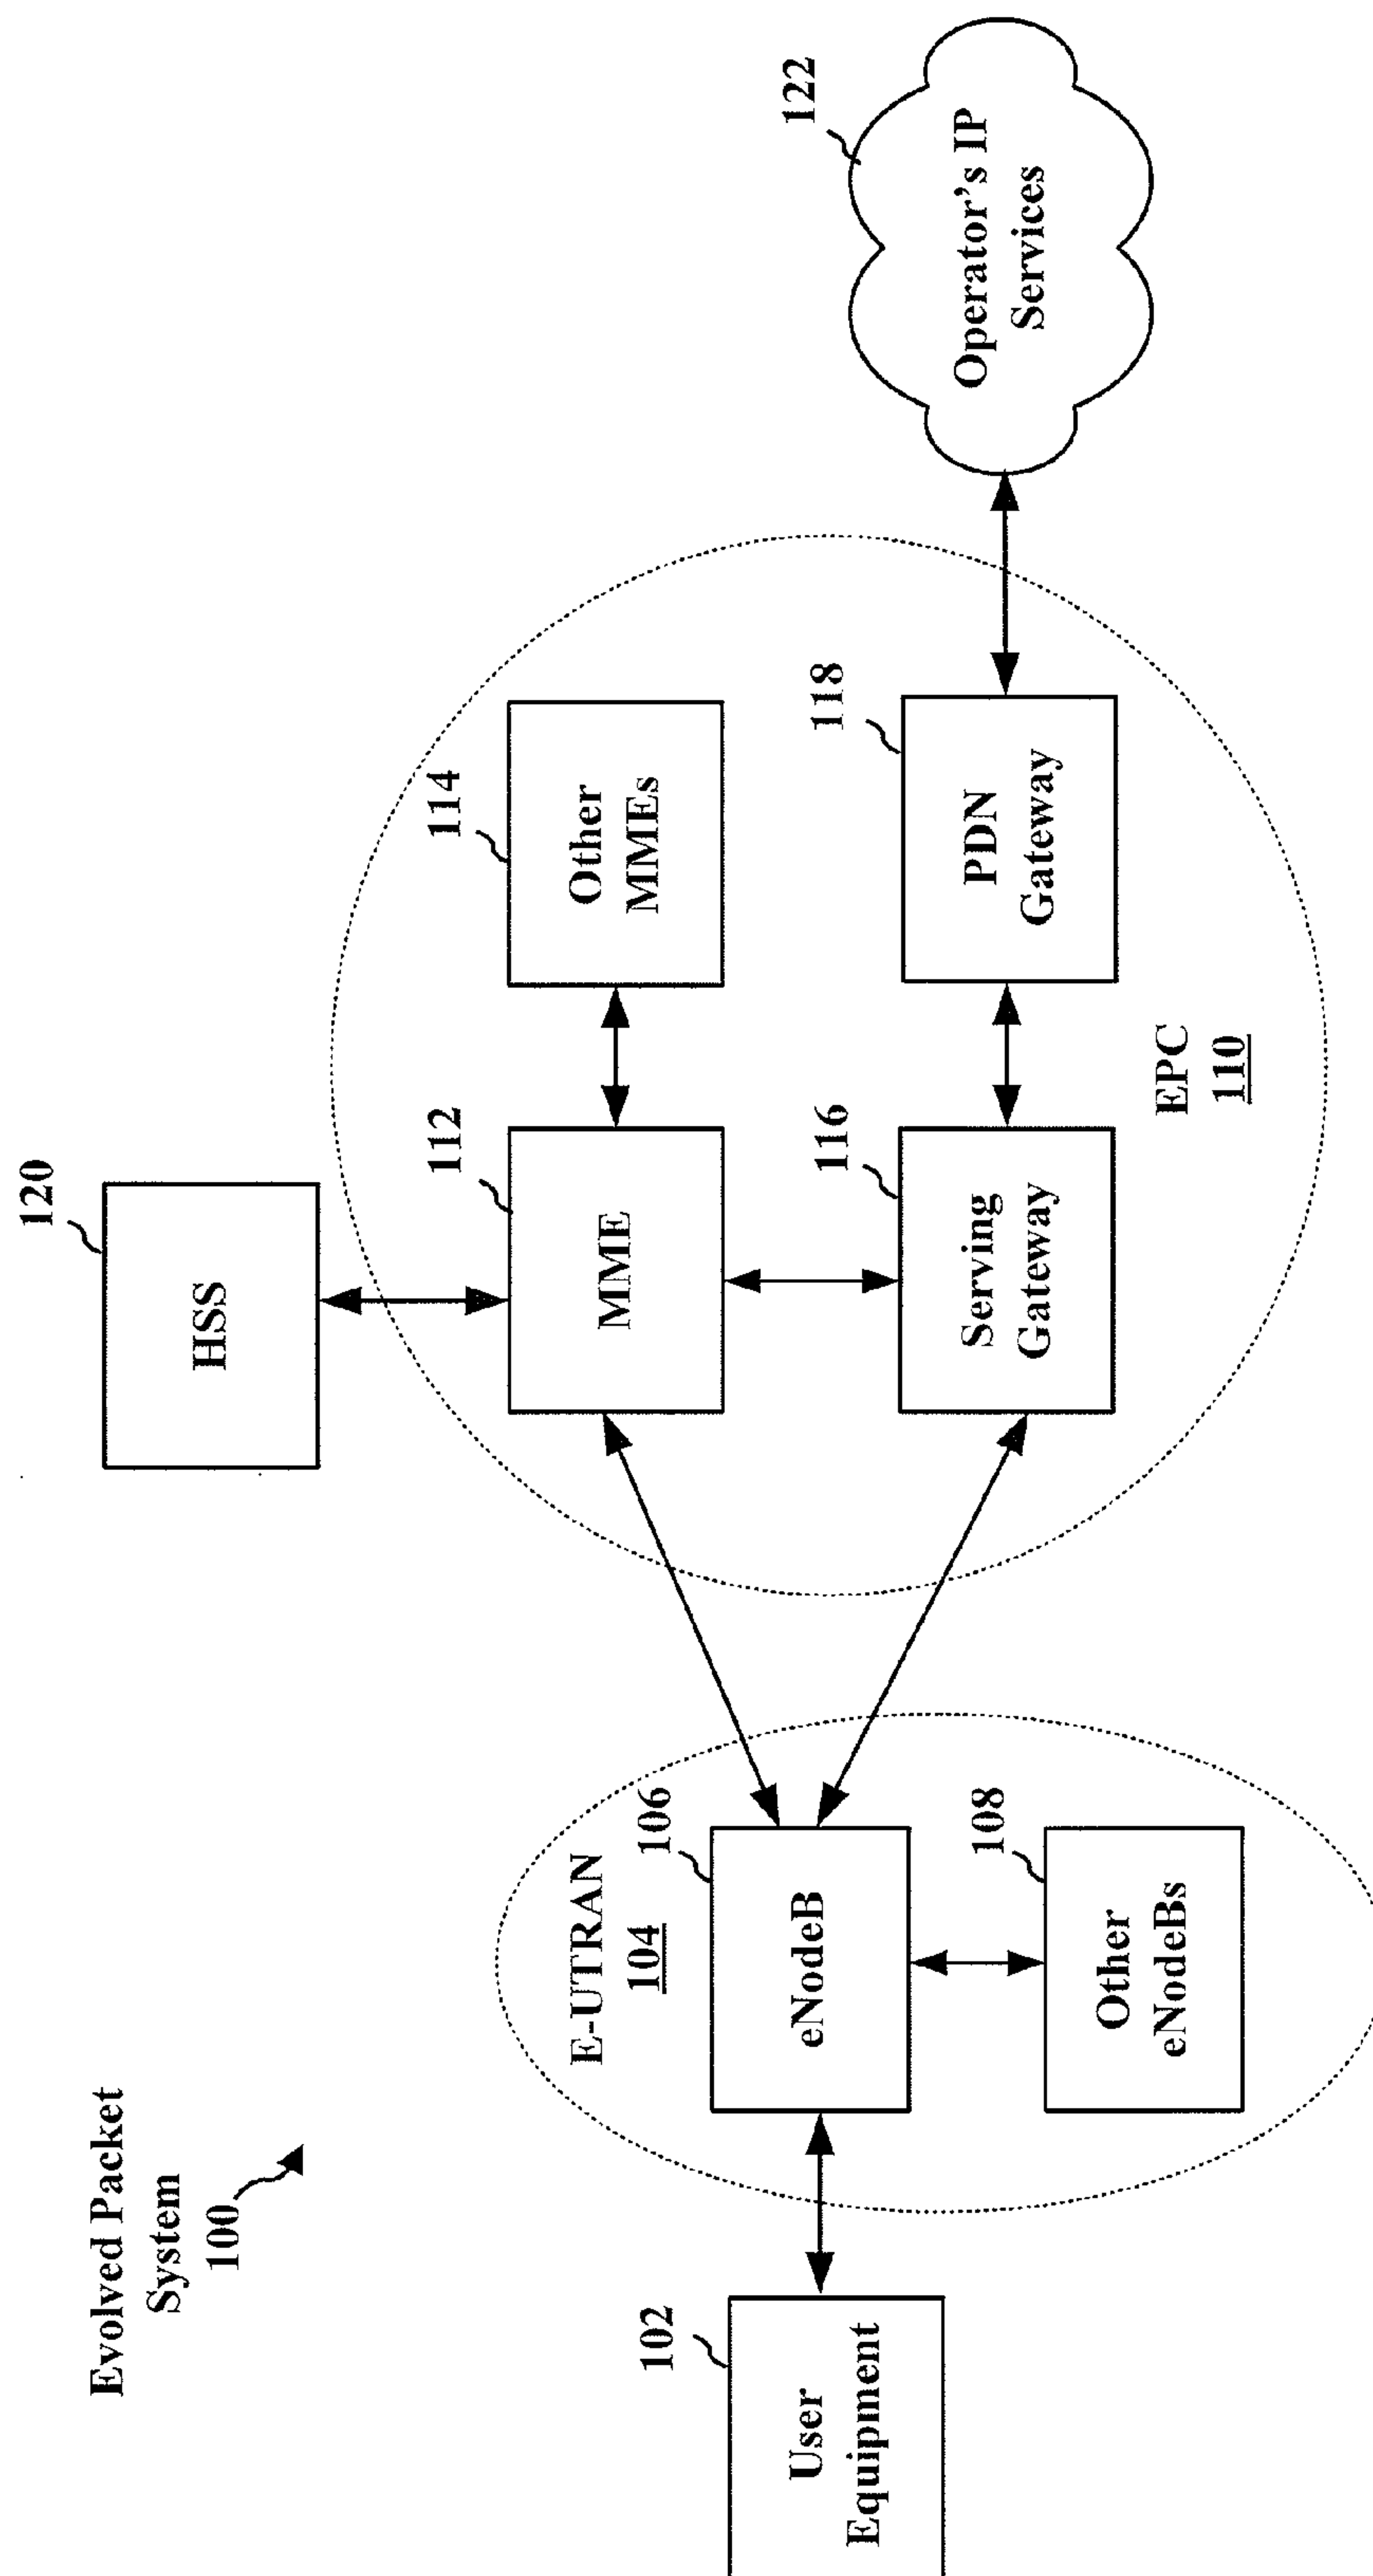 Evolved Packet
System
100
120
HSS
112
MME
114
Other
MMEs
E-UTRAN
104
106
eNodeB
102
User
Equipment
108
Other
eNodeBs
116
Serving
Gateway
118
PDN
Gateway
EPC
110
122
Operator's IP
Services